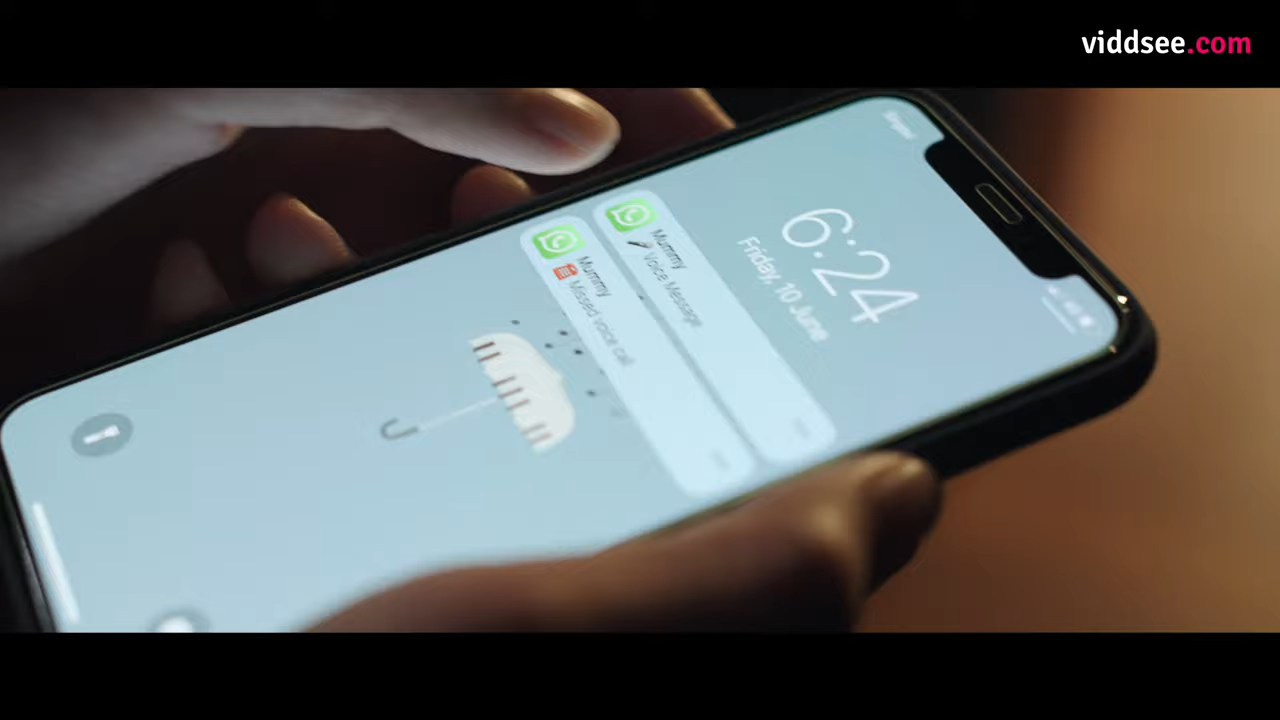 viddsee.com
6:24
Friday, 10 June
Mummy
Voice Message
Mummy
Missed voice call